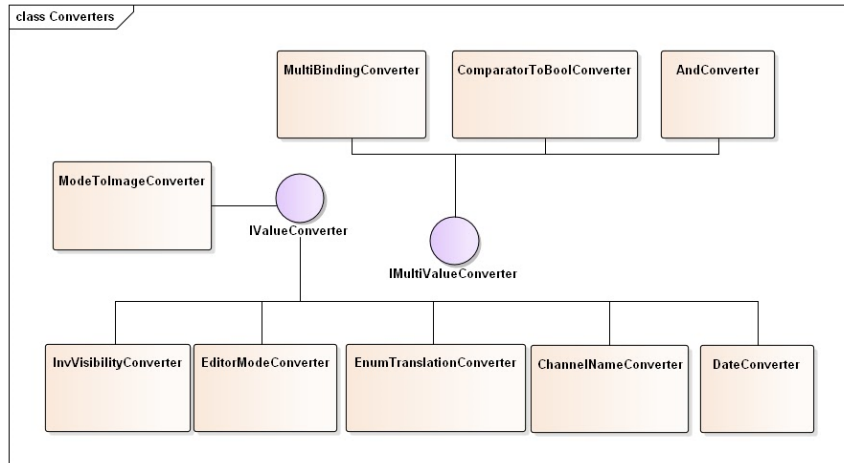 class Converters
MultiBindingConverter
ComparatorToBoolConverter
AndConverter
ModeToImageConverter
IValueConverter
IMultiValueConverter
InvVisibilityConverter
EditorModeConverter
EnumTranslationConverter
ChannelNameConverter
DateConverter